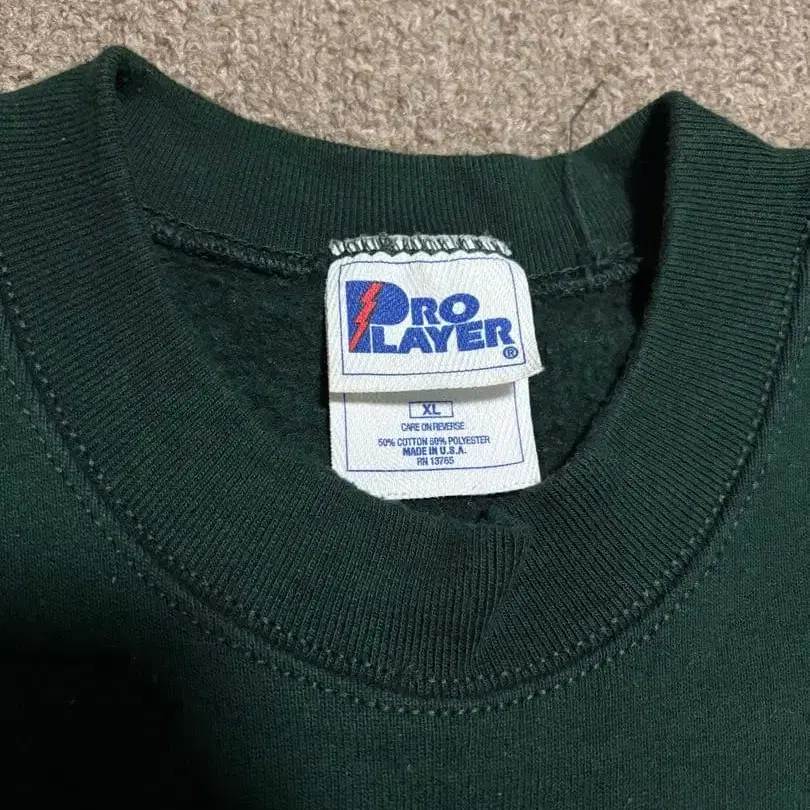 PRO
PLAYER®
XL
CARE ON REVERSE
50% COTTON 50% POLYESTER
MADE IN U.S.A.
RN 13765